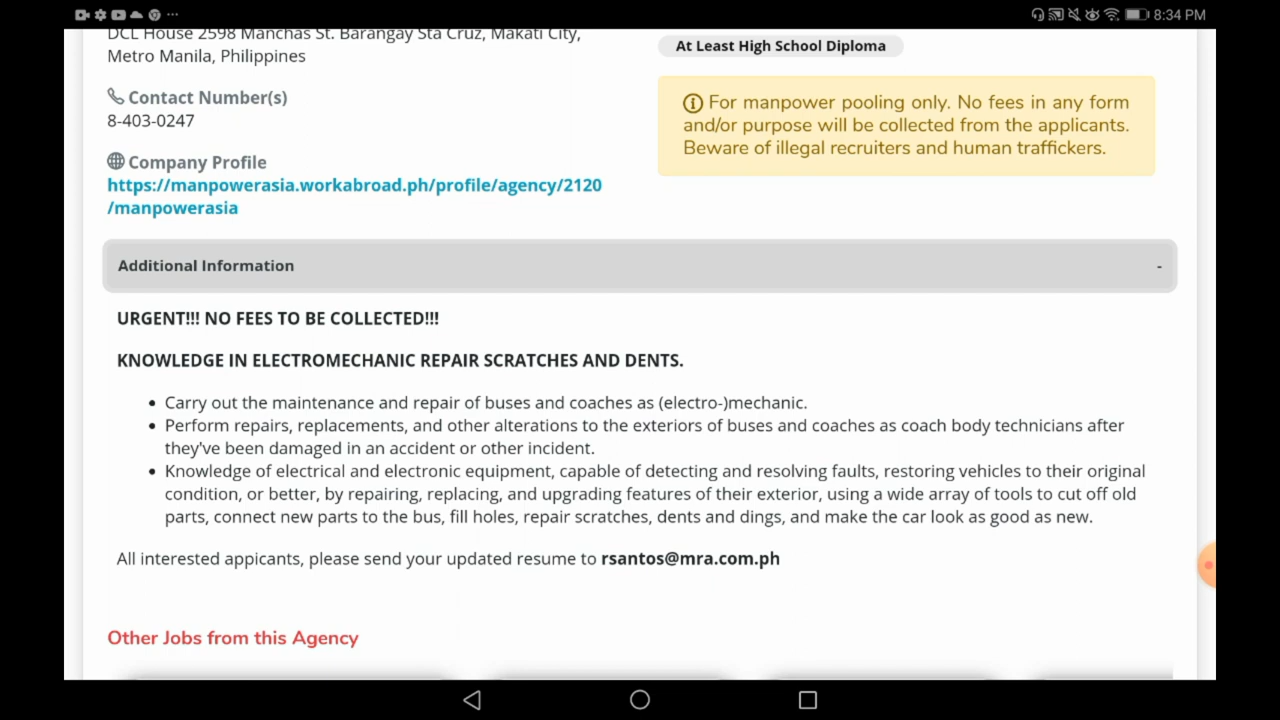 8:34 PM
DCL House 2598 Manchas St. Barangay Sta Cruz, Makati City,
Metro Manila, Philippines
Contact Number(s)
8-403-0247
Company Profile
https://manpowerasia.workabroad.ph/profile/agency/2120
/manpowerasia
At Least High School Diploma
For manpower pooling only. No fees in any form
and/or purpose will be collected from the applicants.
Beware of illegal recruiters and human traffickers.
Additional Information -
URGENT!!! NO FEES TO BE COLLECTED!!!
KNOWLEDGE IN ELECTROMECHANIC REPAIR SCRATCHES AND DENTS.
• Carry out the maintenance and repair of buses and coaches as (electro-)mechanic.
• Perform repairs, replacements, and other alterations to the exteriors of buses and coaches as coach body technicians after
they've been damaged in an accident or other incident.
• Knowledge of electrical and electronic equipment, capable of detecting and resolving faults, restoring vehicles to their original
condition, or better, by repairing, replacing, and upgrading features of their exterior, using a wide array of tools to cut off old
parts, connect new parts to the bus, fill holes, repair scratches, dents and dings, and make the car look as good as new.
All interested appicants, please send your updated resume to rsantos@mra.com.ph
Other Jobs from this Agency